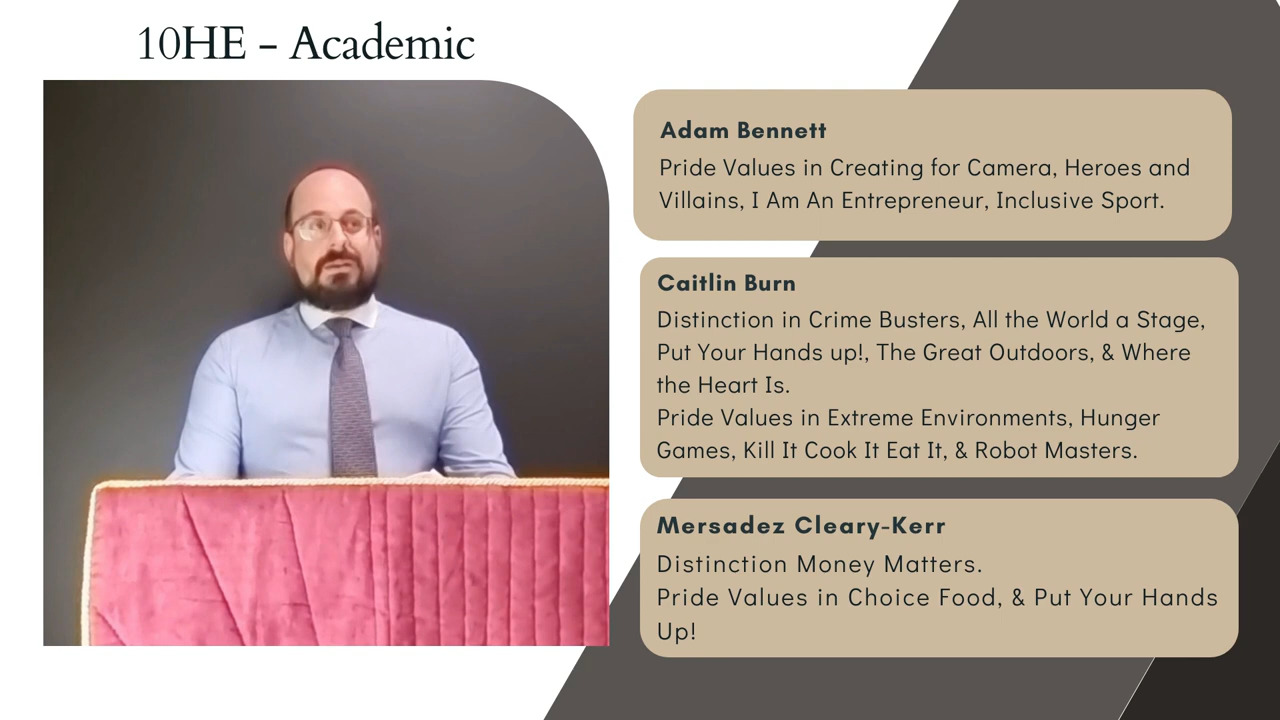 10HE – Academic
Adam Bennett
Pride Values in Creating for Camera, Heroes and
Villains, I Am An Entrepreneur, Inclusive Sport.
Caitlin Burn
Distinction in Crime Busters, All the World a Stage,
Put Your Hands up!, The Great Outdoors, & Where
the Heart Is.
Pride Values in Extreme Environments, Hunger
Games, Kill It Cook It Eat It, & Robot Masters.
Mersadez Cleary-Kerr
Distinction Money Matters.
Pride Values in Choice Food, & Put Your Hands
Up!